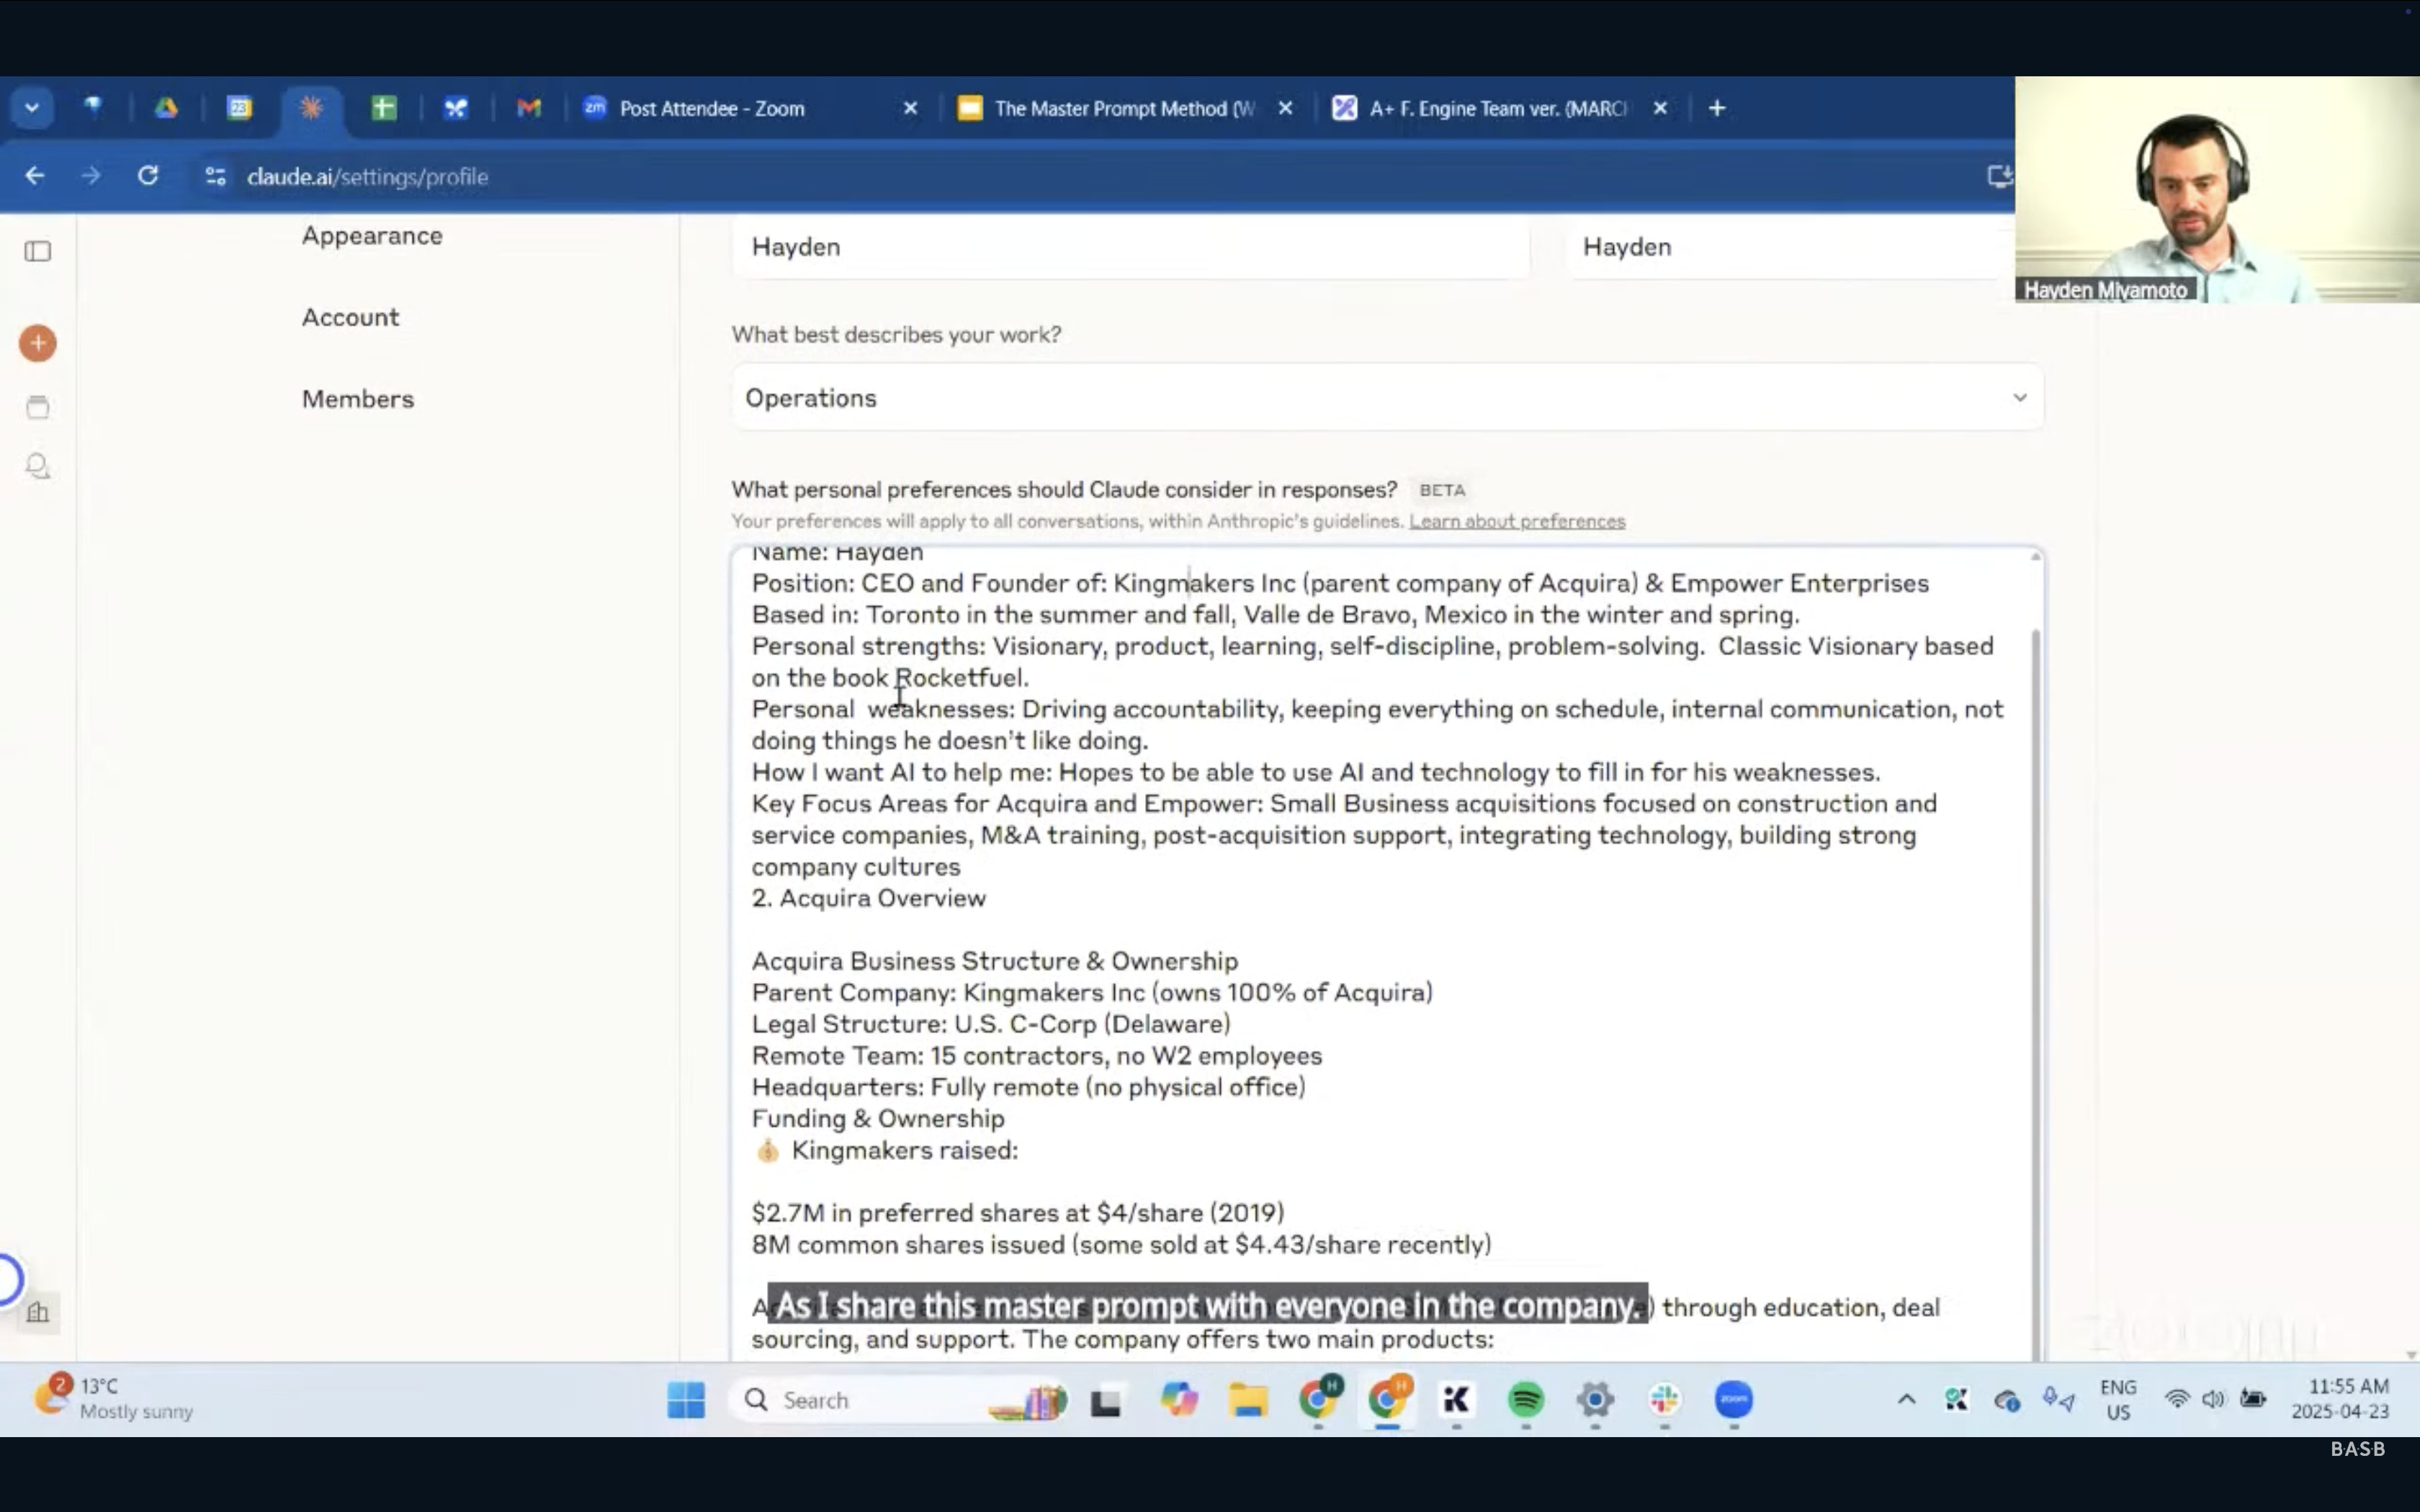 Post Attendee - Zoom
The Master Prompt Method (W
A+ F. Engine Team ver. (MARC
claude.ai/settings/profile
Hayden Miyamoto
Appearance
Account
Members
Hayden
Hayden
What best describes your work?
Operations
What personal preferences should Claude consider in responses? BETA
Your preferences will apply to all conversations, within Anthropic's guidelines. Learn about preferences
Name: Hayden
Position: CEO and Founder of: Kingmakers Inc (parent company of Acquira) & Empower Enterprises
Based in: Toronto in the summer and fall, Valle de Bravo, Mexico in the winter and spring.
Personal strengths: Visionary, product, learning, self-discipline, problem-solving.  Classic Visionary based
on the book Rocketfuel.
Personal  weaknesses: Driving accountability, keeping everything on schedule, internal communication, not
doing things he doesn't like doing.
How I want AI to help me: Hopes to be able to use AI and technology to fill in for his weaknesses.
Key Focus Areas for Acquira and Empower: Small Business acquisitions focused on construction and
service companies, M&A training, post-acquisition support, integrating technology, building strong
company cultures
2. Acquira Overview
Acquira Business Structure & Ownership
Parent Company: Kingmakers Inc (owns 100% of Acquira)
Legal Structure: U.S. C-Corp (Delaware)
Remote Team: 15 contractors, no W2 employees
Headquarters: Fully remote (no physical office)
Funding & Ownership
💰 Kingmakers raised:
$2.7M in preferred shares at $4/share (2019)
8M common shares issued (some sold at $4.43/share recently)
As I share this master prompt with everyone in the company.
) through education, deal
sourcing, and support. The company offers two main products:
zoom
2
13°C
Mostly sunny
Search
zoom
ENG
US
11:55 AM
2025-04-23
BASB